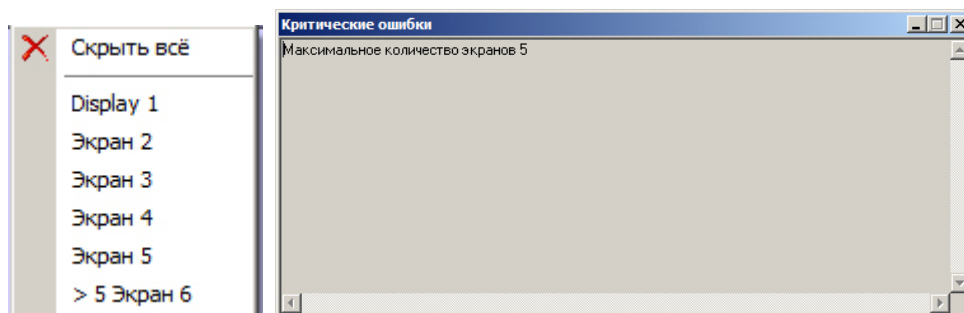 Скрыть всё
Display 1
Экран 2
Экран 3
Экран 4
Экран 5
> 5 Экран 6
Критические ошибки
Максимальное количество экранов 5